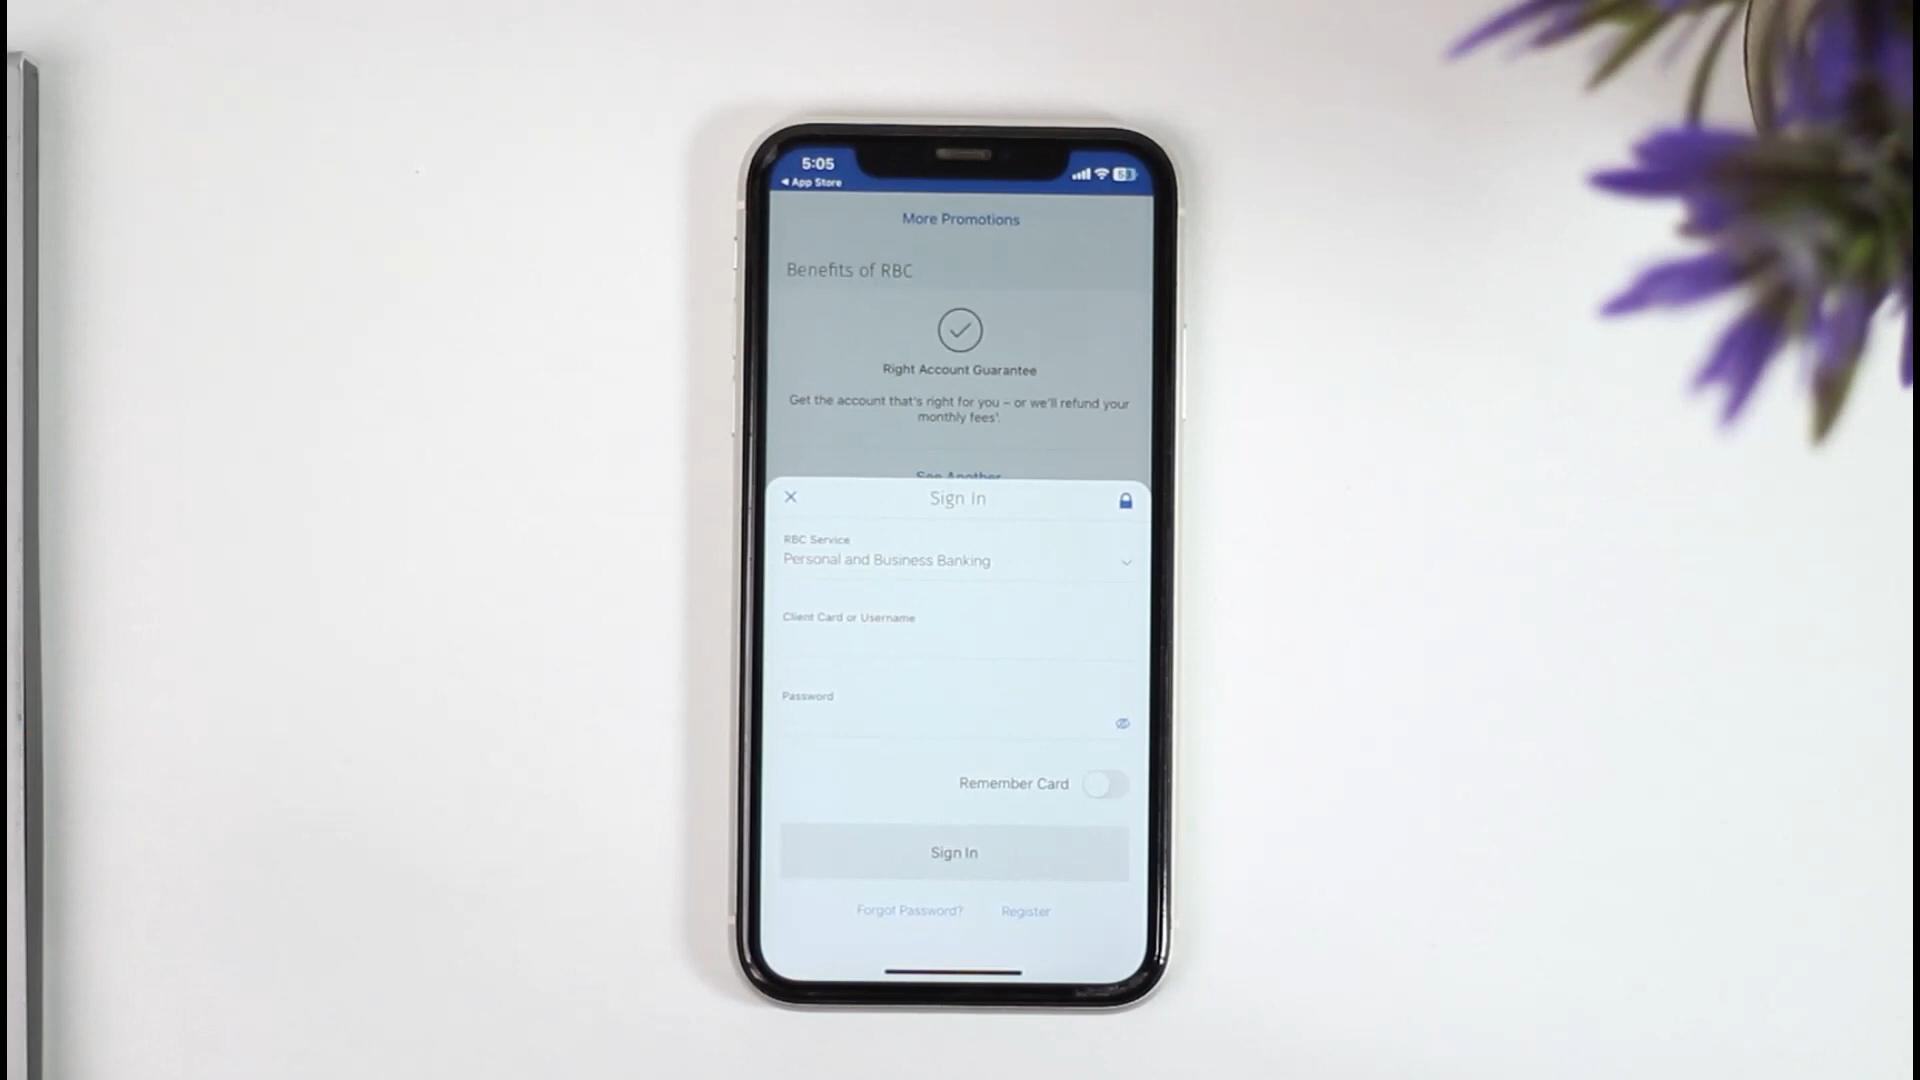 5:05
App Store
More Promotions
Benefits of RBC
Right Account Guarantee
Get the account that's right for you – or we'll refund your
monthly fees¹.
See Another
Sign In
RBC Service
Personal and Business Banking
Client Card or Username
Password
Remember Card
Sign In
Forgot Password?
Register